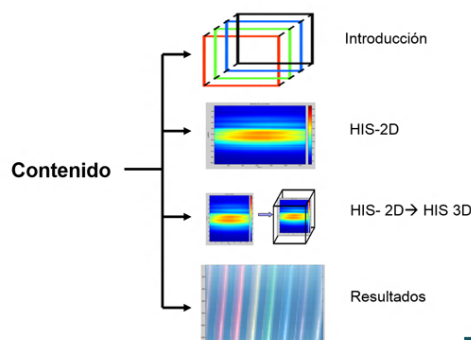 Introducción
HIS-2D
Contenido
HIS- 2D→ HIS 3D
Resultados